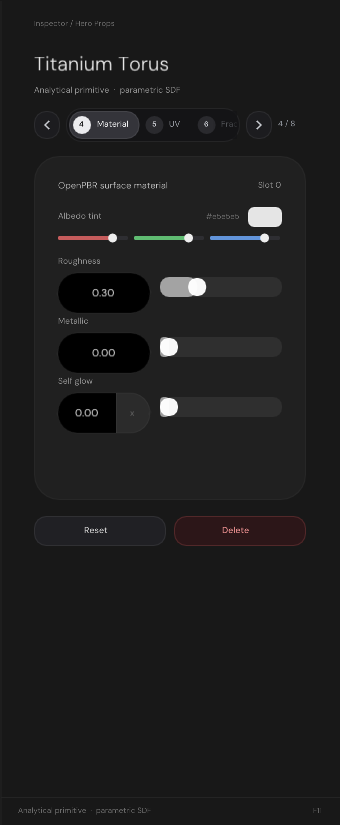 Inspector / Hero Props
Titanium Torus
Analytical primitive · parametric SDF
4 Material 5 UV 6 Frac 4 / 8
OpenPBR surface material Slot 0
Albedo tint #ebebeb
Roughness
0.30
Metallic
0.00
Self glow
0.00 x
Reset Delete
Analytical primitive · parametric SDF